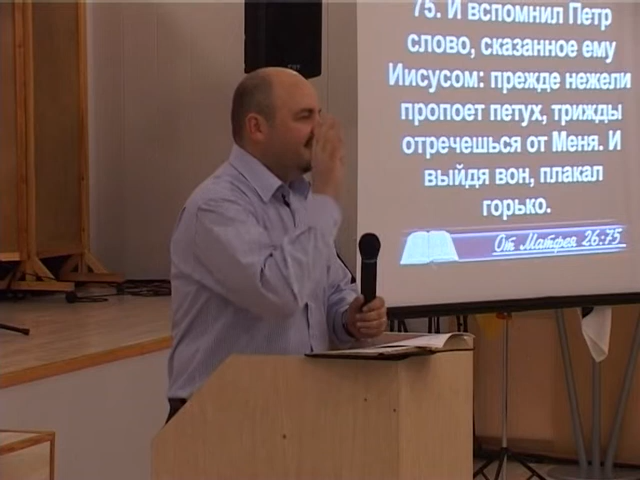 75. И вспомнил Петр
слово, сказанное ему
Иисусом: прежде нежели
пропоет петух, трижды
отречешься от Меня. И
выйдя вон, плакал
горько.
От Матфея 26:75